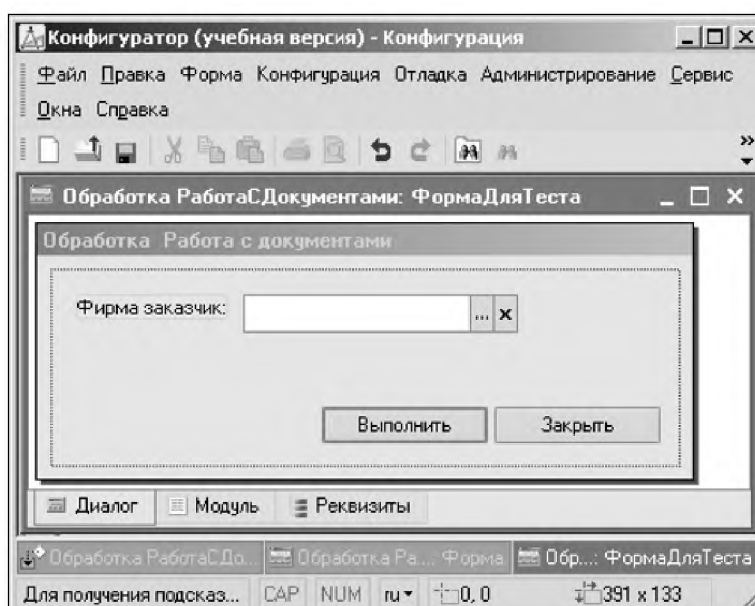 Конфигуратор (учебная версия) - Конфигурация
Файл Правка Форма Конфигурация Отладка Администрирование Сервис
Окна Справка
Обработка РаботаСДокументами: ФормаДляТеста
Обработка Работа с документами
Фирма заказчик: ... x
Выполнить Закрыть
Диалог Модуль Реквизиты
Обработка РаботаСДо... Обработка Ра... Форма Обр...: ФормаДляТеста
Для получения подсказ... CAP NUM ru 0, 0 391 x 133